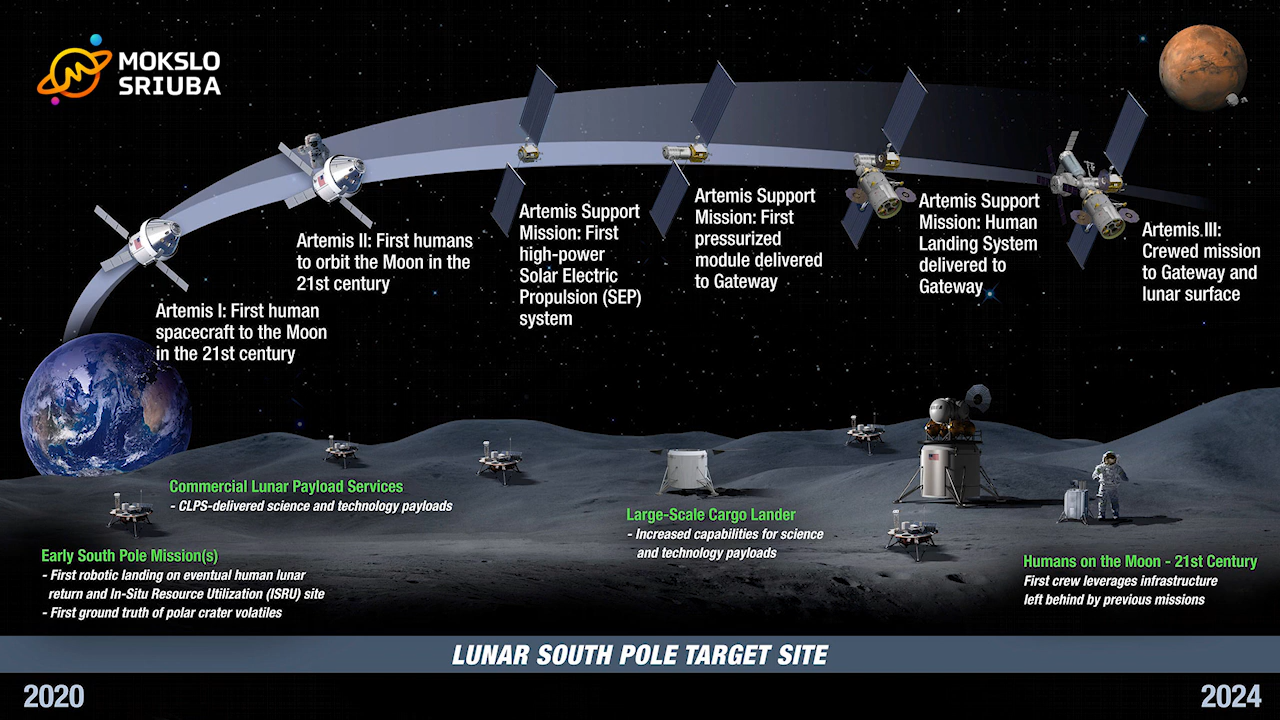 MOKSLO
SRIUBA
Artemis I: First human
spacecraft to the Moon
in the 21st century
Artemis II: First humans
to orbit the Moon in the
21st century
Artemis Support
Mission: First
high-power
Solar Electric
Propulsion (SEP)
system
Artemis Support
Mission: First
pressurized
module delivered
to Gateway
Artemis Support
Mission: Human
Landing System
delivered to
Gateway
Artemis III:
Crewed mission
to Gateway and
lunar surface
Commercial Lunar Payload Services
- CLPS-delivered science and technology payloads
Early South Pole Mission(s)
- First robotic landing on eventual human lunar
return and In-Situ Resource Utilization (ISRU) site
- First ground truth of polar crater volatiles
Large-Scale Cargo Lander
- Increased capabilities for science
and technology payloads
Humans on the Moon - 21st Century
First crew leverages infrastructure
left behind by previous missions
LUNAR SOUTH POLE TARGET SITE
2020
2024